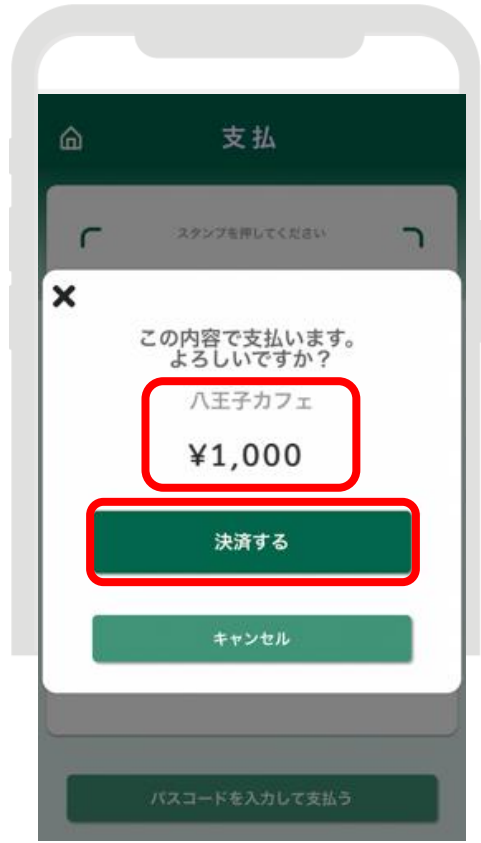 支払
スタンプを押してください
この内容で支払います。
よろしいですか？
八王子カフェ
¥1,000
決済する
キャンセル
パスコードを入力して支払う